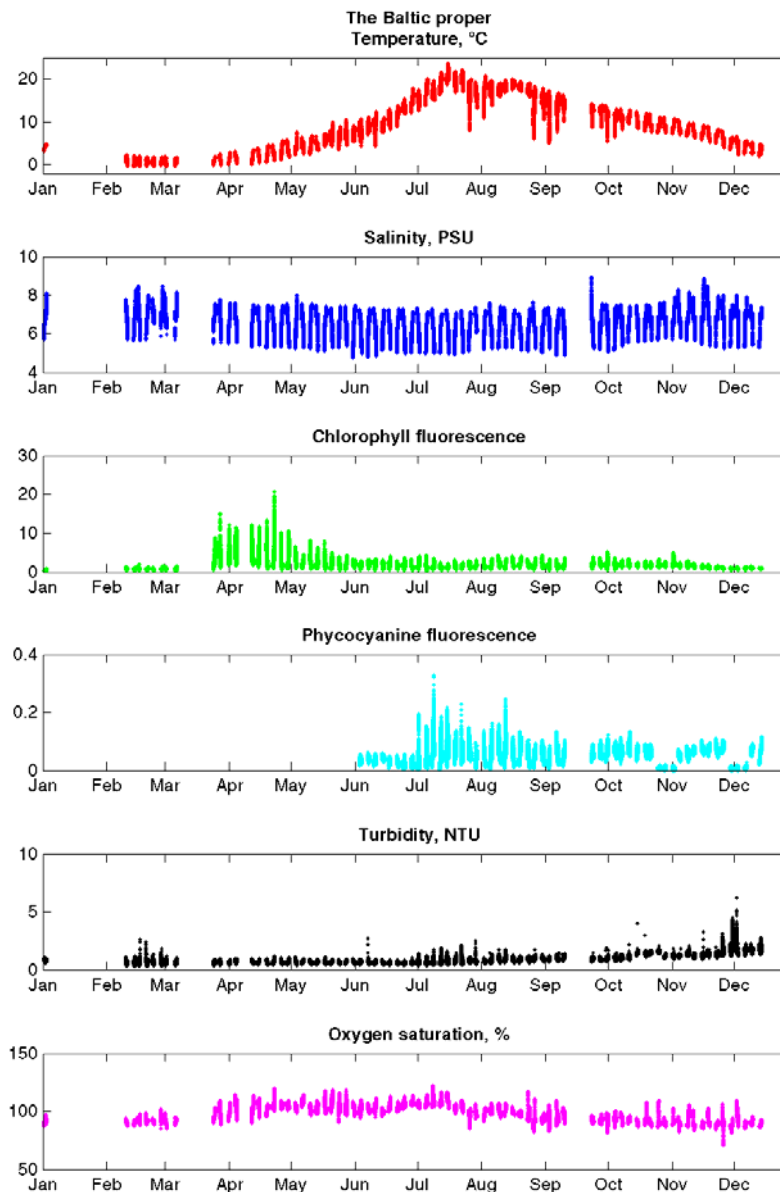 The Baltic proper
Temperature, °C
20
10
0
Jan Feb Mar Apr May Jun Jul Aug Sep Oct Nov Dec
Salinity, PSU
10
8
6
4
Jan Feb Mar Apr May Jun Jul Aug Sep Oct Nov Dec
Chlorophyll fluorescence
30
20
10
0
Jan Feb Mar Apr May Jun Jul Aug Sep Oct Nov Dec
Phycocyanine fluorescence
0.4
0.2
0
Jan Feb Mar Apr May Jun Jul Aug Sep Oct Nov Dec
Turbidity, NTU
10
5
0
Jan Feb Mar Apr May Jun Jul Aug Sep Oct Nov Dec
Oxygen saturation, %
150
100
50
Jan Feb Mar Apr May Jun Jul Aug Sep Oct Nov Dec